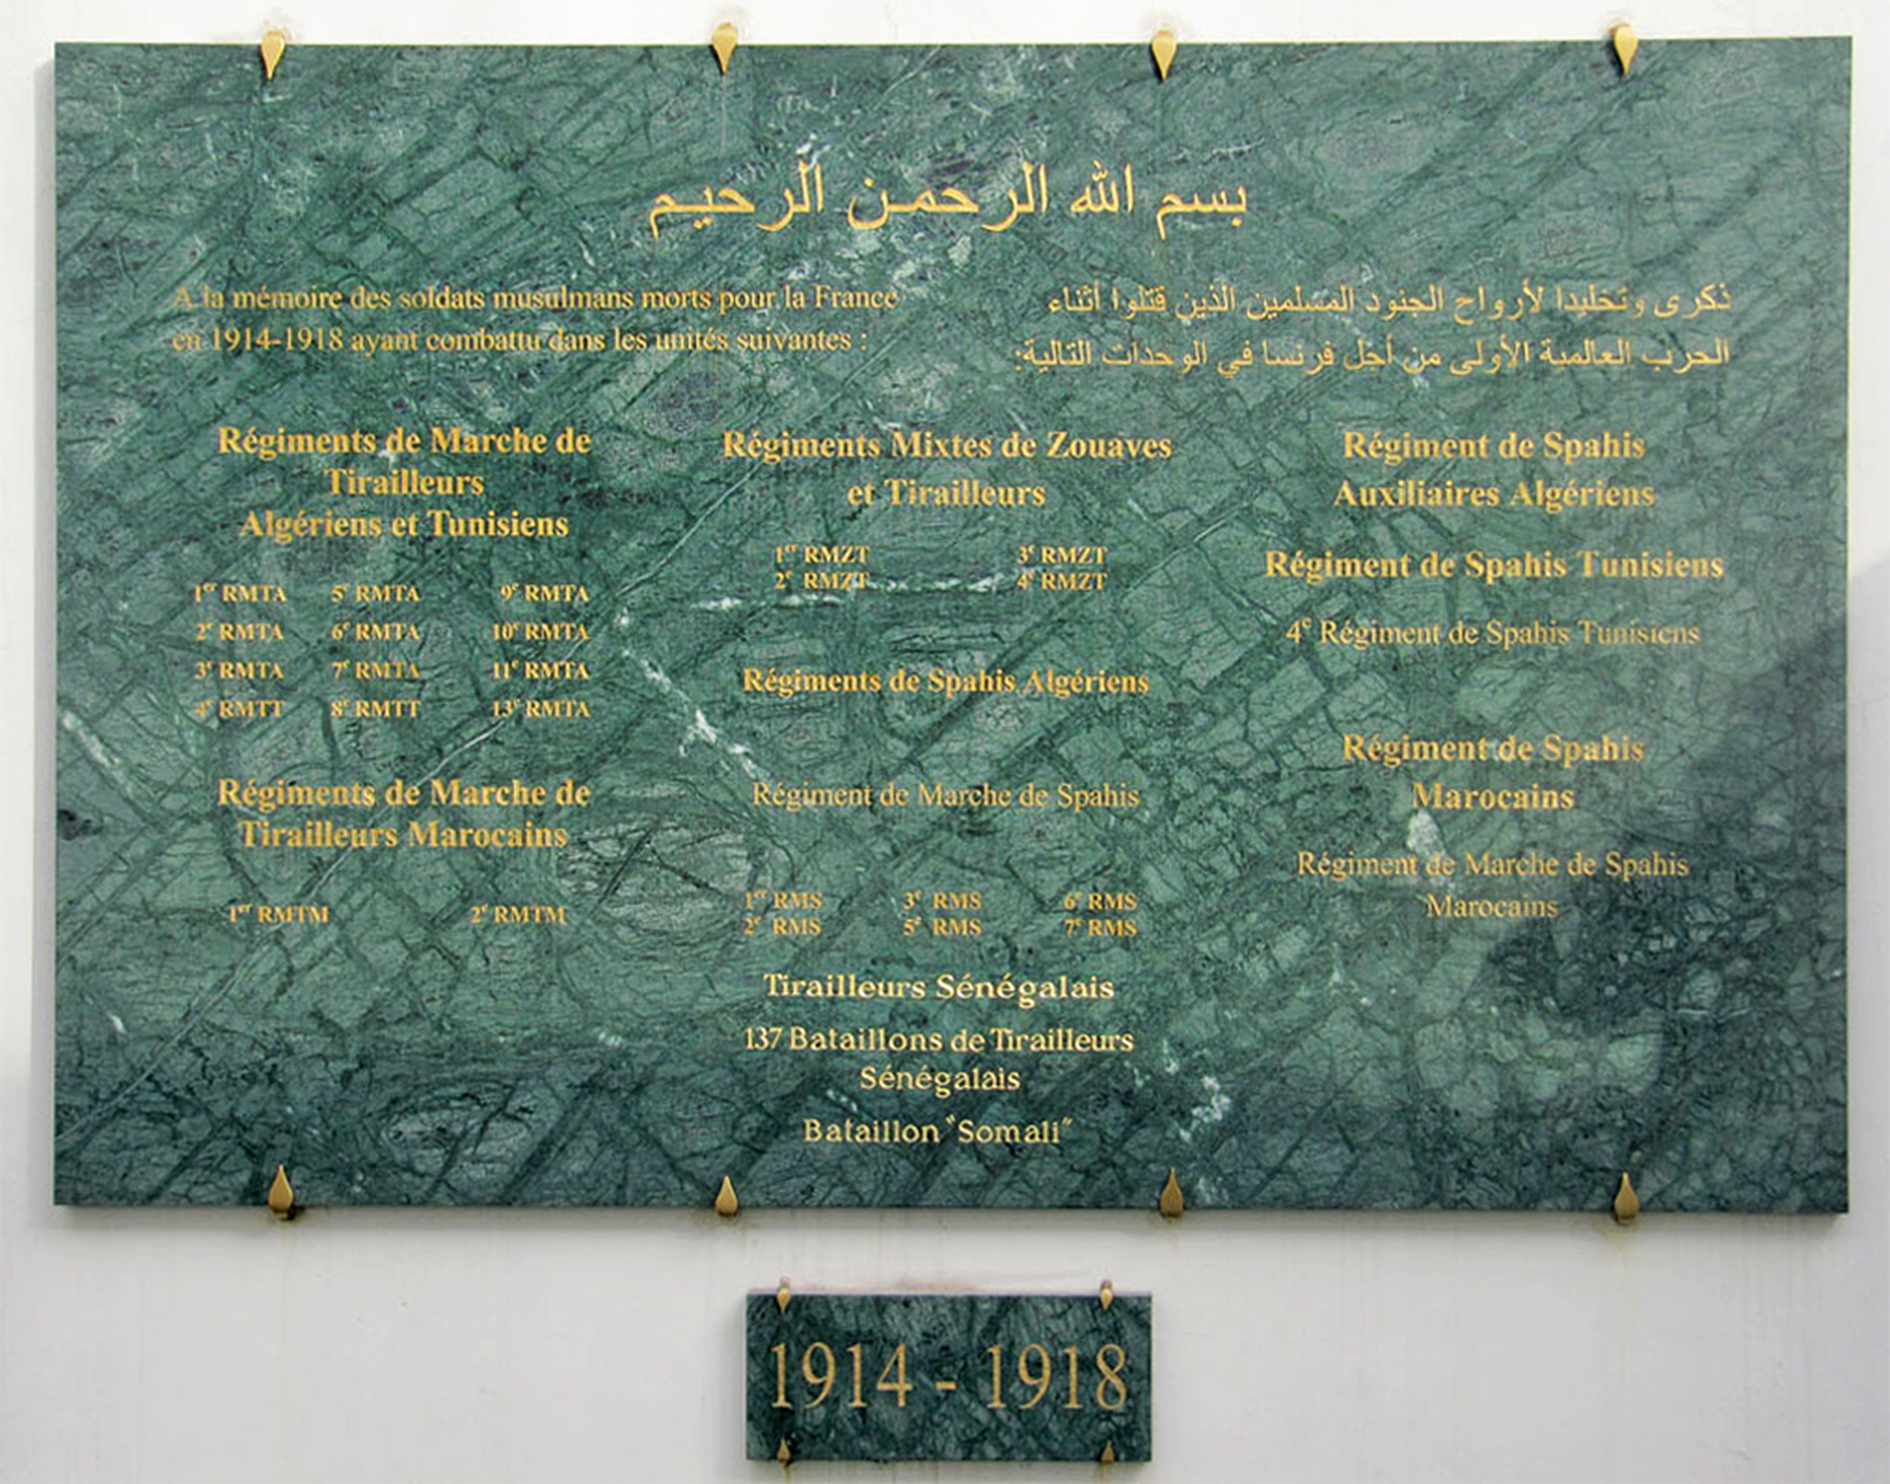 بسم الله الرحمن الرحيم
A la mémoire des soldats musulmans morts pour la France
en 1914-1918 ayant combattu dans les unités suivantes :
ذكرى وتخليدا لأرواح الجنود المسلمين الذين قتلوا أثناء
الحرب العالمية الأولى من أجل فرنسا في الوحدات التالية:
Régiments de Marche de
Tirailleurs
Algériens et Tunisiens
1er RMTA 5e RMTA 9e RMTA
2e RMTA 6e RMTA 10e RMTA
3e RMTA 7e RMTA 11e RMTA
4e RMTT 8e RMTT 13e RMTA
Régiments de Marche de
Tirailleurs Marocains
1er RMTM 2e RMTM
Régiments Mixtes de Zouaves
et Tirailleurs
1er RMZT 3e RMZT
2e RMZT 4e RMZT
Régiments de Spahis Algériens
Régiment de Marche de Spahis
1er RMS 3e RMS 6e RMS
2e RMS 5e RMS 7e RMS
Tirailleurs Sénégalais
137 Bataillons de Tirailleurs
Sénégalais
Bataillon "Somali"
Régiment de Spahis
Auxiliaires Algériens
Régiment de Spahis Tunisiens
4e Régiment de Spahis Tunisiens
Régiment de Spahis
Marocains
Régiment de Marche de Spahis
Marocains
1914 - 1918